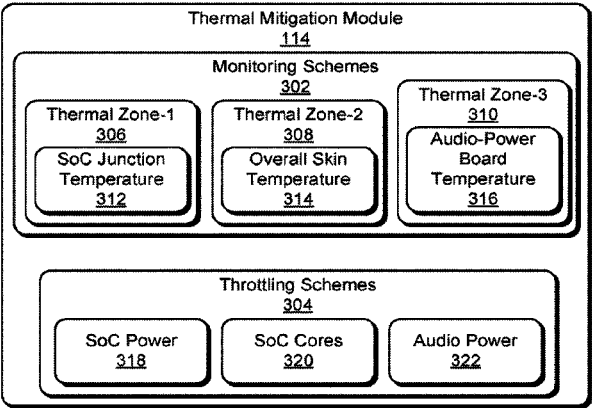 Thermal Mitigation Module
114
Monitoring Schemes
302
Thermal Zone-1
306
SoC Junction
Temperature
312
Thermal Zone-2
308
Overall Skin
Temperature
314
Thermal Zone-3
310
Audio-Power
Board
Temperature
316
Throttling Schemes
304
SoC Power
318
SoC Cores
320
Audio Power
322